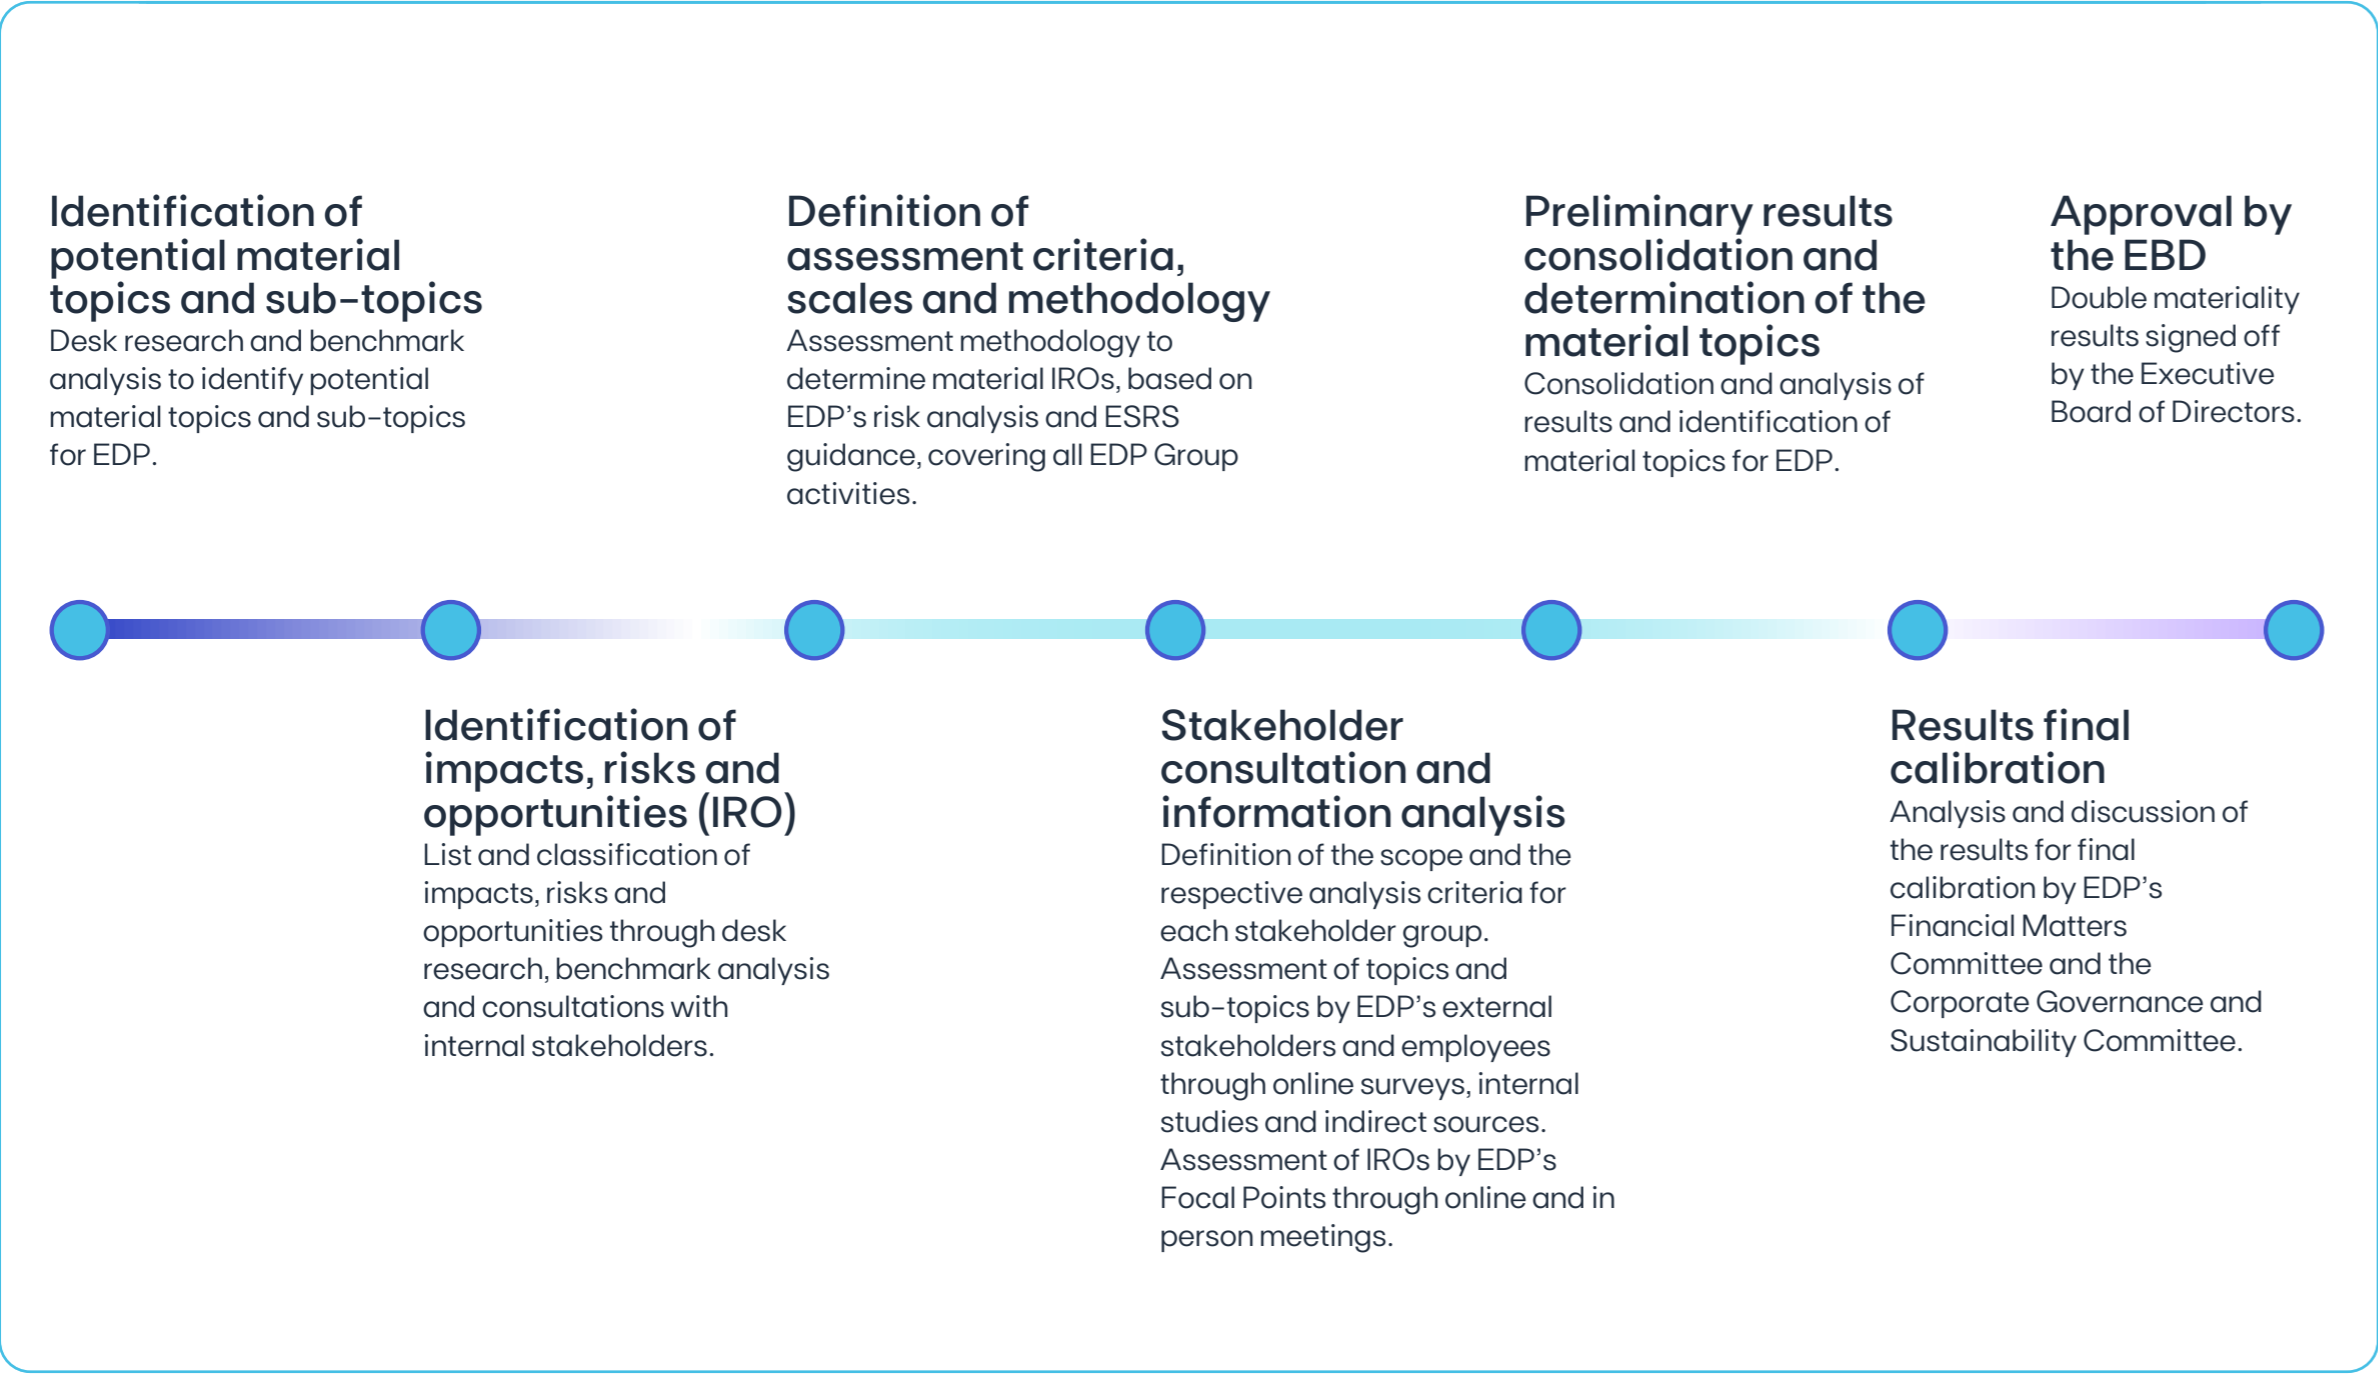 Identification of
potential material
topics and sub-topics
Desk research and benchmark
analysis to identify potential
material topics and sub-topics
for EDP.
Identification of
impacts, risks and
opportunities (IRO)
List and classification of
impacts, risks and
opportunities through desk
research, benchmark analysis
and consultations with
internal stakeholders.
Definition of
assessment criteria,
scales and methodology
Assessment methodology to
determine material IROs, based on
EDP’s risk analysis and ESRS
guidance, covering all EDP Group
activities.
Stakeholder
consultation and
information analysis
Definition of the scope and the
respective analysis criteria for
each stakeholder group.
Assessment of topics and
sub-topics by EDP’s external
stakeholders and employees
through online surveys, internal
studies and indirect sources.
Assessment of IROs by EDP’s
Focal Points through online and in
person meetings.
Preliminary results
consolidation and
determination of the
material topics
Consolidation and analysis of
results and identification of
material topics for EDP.
Results final
calibration
Analysis and discussion of
the results for final
calibration by EDP’s
Financial Matters
Committee and the
Corporate Governance and
Sustainability Committee.
Approval by
the EBD
Double materiality
results signed off
by the Executive
Board of Directors.